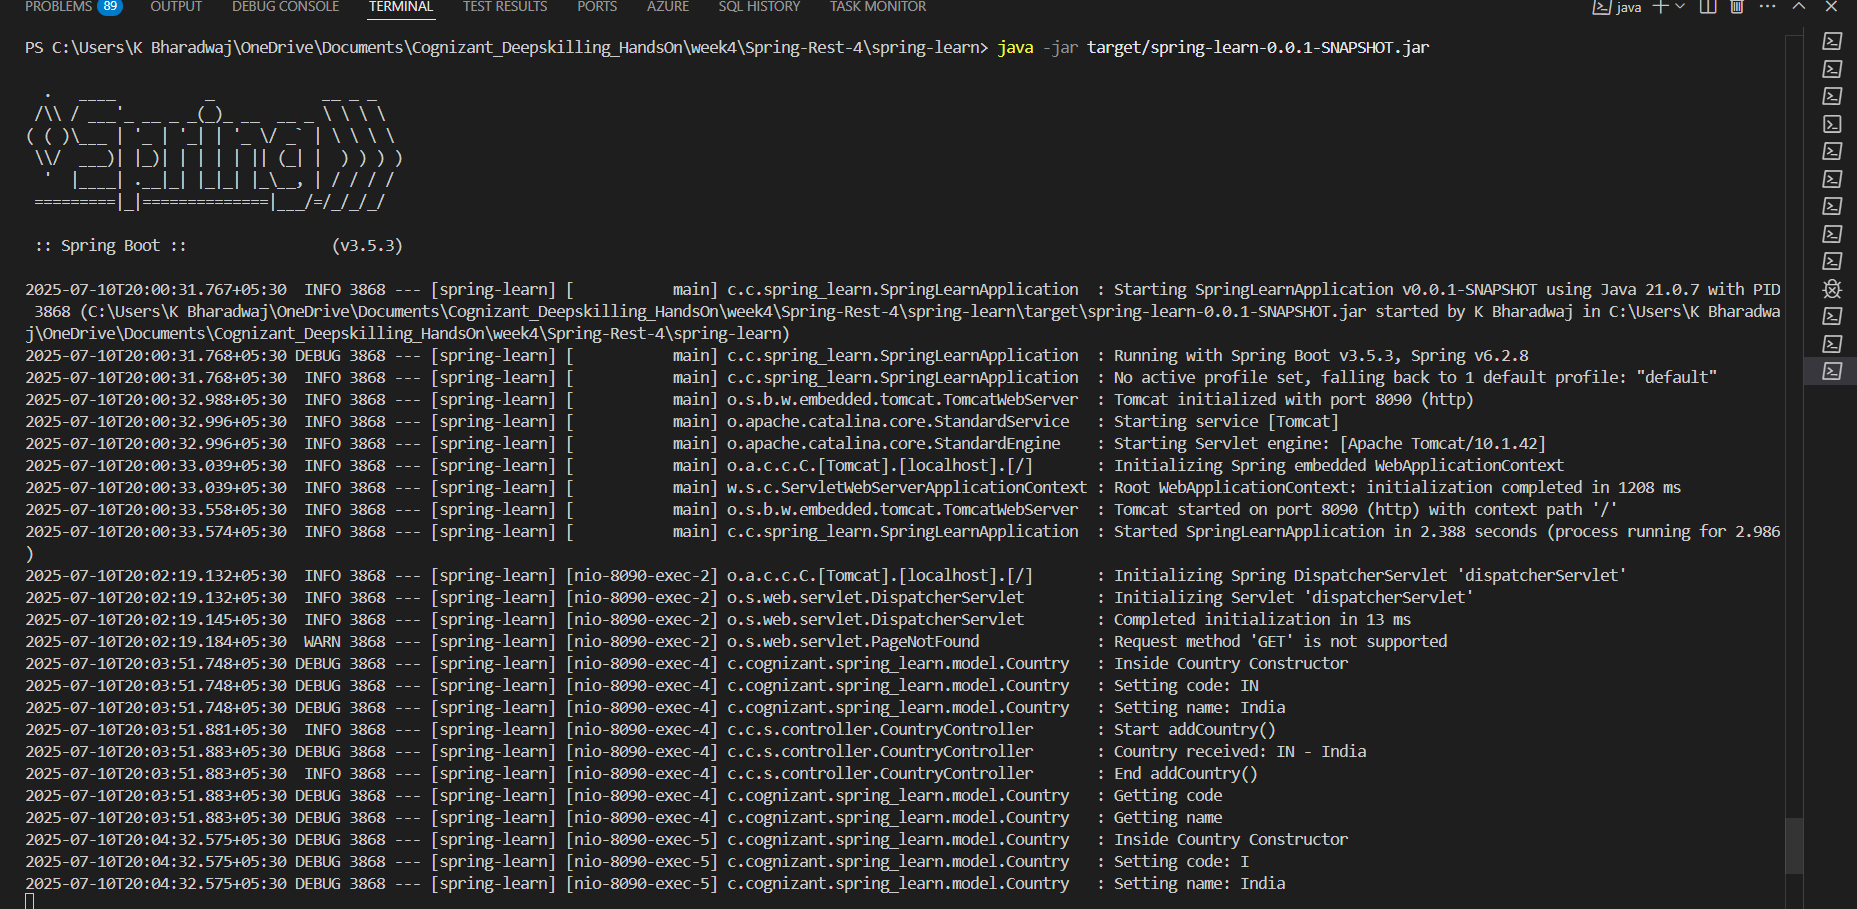 PROBLEMS 89 OUTPUT DEBUG CONSOLE TERMINAL TEST RESULTS PORTS AZURE SQL HISTORY TASK MONITOR java
PS C:\Users\K Bharadwaj\OneDrive\Documents\Cognizant_Deepskilling_HandsOn\week4\Spring-Rest-4\spring-learn> java -jar target/spring-learn-0.0.1-SNAPSHOT.jar
  .   ____          _            __ _ _
 /\\ / ___'_ __ _ _(_)_ __  __ _ \ \ \ \
( ( )\___ | '_ | '_| | '_ \/ _` | \ \ \ \
 \\/  ___)| |_)| | | | | || (_| |  ) ) ) )
  '  |____| .__|_| |_|_| |_\__, | / / / /
 =========|_|==============|___/=/_/_/_/
 :: Spring Boot ::                (v3.5.3)
2025-07-10T20:00:31.767+05:30  INFO 3868 --- [spring-learn] [           main] c.c.spring_learn.SpringLearnApplication  : Starting SpringLearnApplication v0.0.1-SNAPSHOT using Java 21.0.7 with PID
 3868 (C:\Users\K Bharadwaj\OneDrive\Documents\Cognizant_Deepskilling_HandsOn\week4\Spring-Rest-4\spring-learn\target\spring-learn-0.0.1-SNAPSHOT.jar started by K Bharadwaj in C:\Users\K Bharadwa
j\OneDrive\Documents\Cognizant_Deepskilling_HandsOn\week4\Spring-Rest-4\spring-learn)
2025-07-10T20:00:31.768+05:30 DEBUG 3868 --- [spring-learn] [           main] c.c.spring_learn.SpringLearnApplication  : Running with Spring Boot v3.5.3, Spring v6.2.8
2025-07-10T20:00:31.768+05:30  INFO 3868 --- [spring-learn] [           main] c.c.spring_learn.SpringLearnApplication  : No active profile set, falling back to 1 default profile: "default"
2025-07-10T20:00:32.988+05:30  INFO 3868 --- [spring-learn] [           main] o.s.b.w.embedded.tomcat.TomcatWebServer  : Tomcat initialized with port 8090 (http)
2025-07-10T20:00:32.996+05:30  INFO 3868 --- [spring-learn] [           main] o.apache.catalina.core.StandardService   : Starting service [Tomcat]
2025-07-10T20:00:32.996+05:30  INFO 3868 --- [spring-learn] [           main] o.apache.catalina.core.StandardEngine    : Starting Servlet engine: [Apache Tomcat/10.1.42]
2025-07-10T20:00:33.039+05:30  INFO 3868 --- [spring-learn] [           main] o.a.c.c.C.[Tomcat].[localhost].[/]       : Initializing Spring embedded WebApplicationContext
2025-07-10T20:00:33.039+05:30  INFO 3868 --- [spring-learn] [           main] w.s.c.ServletWebServerApplicationContext : Root WebApplicationContext: initialization completed in 1208 ms
2025-07-10T20:00:33.558+05:30  INFO 3868 --- [spring-learn] [           main] o.s.b.w.embedded.tomcat.TomcatWebServer  : Tomcat started on port 8090 (http) with context path '/'
2025-07-10T20:00:33.574+05:30  INFO 3868 --- [spring-learn] [           main] c.c.spring_learn.SpringLearnApplication  : Started SpringLearnApplication in 2.388 seconds (process running for 2.986
)
2025-07-10T20:02:19.132+05:30  INFO 3868 --- [spring-learn] [nio-8090-exec-2] o.a.c.c.C.[Tomcat].[localhost].[/]       : Initializing Spring DispatcherServlet 'dispatcherServlet'
2025-07-10T20:02:19.132+05:30  INFO 3868 --- [spring-learn] [nio-8090-exec-2] o.s.web.servlet.DispatcherServlet        : Initializing Servlet 'dispatcherServlet'
2025-07-10T20:02:19.145+05:30  INFO 3868 --- [spring-learn] [nio-8090-exec-2] o.s.web.servlet.DispatcherServlet        : Completed initialization in 13 ms
2025-07-10T20:02:19.184+05:30  WARN 3868 --- [spring-learn] [nio-8090-exec-2] o.s.web.servlet.PageNotFound             : Request method 'GET' is not supported
2025-07-10T20:03:51.748+05:30 DEBUG 3868 --- [spring-learn] [nio-8090-exec-4] c.cognizant.spring_learn.model.Country   : Inside Country Constructor
2025-07-10T20:03:51.748+05:30 DEBUG 3868 --- [spring-learn] [nio-8090-exec-4] c.cognizant.spring_learn.model.Country   : Setting code: IN
2025-07-10T20:03:51.748+05:30 DEBUG 3868 --- [spring-learn] [nio-8090-exec-4] c.cognizant.spring_learn.model.Country   : Setting name: India
2025-07-10T20:03:51.881+05:30  INFO 3868 --- [spring-learn] [nio-8090-exec-4] c.c.s.controller.CountryController       : Start addCountry()
2025-07-10T20:03:51.883+05:30 DEBUG 3868 --- [spring-learn] [nio-8090-exec-4] c.c.s.controller.CountryController       : Country received: IN - India
2025-07-10T20:03:51.883+05:30  INFO 3868 --- [spring-learn] [nio-8090-exec-4] c.c.s.controller.CountryController       : End addCountry()
2025-07-10T20:03:51.883+05:30 DEBUG 3868 --- [spring-learn] [nio-8090-exec-4] c.cognizant.spring_learn.model.Country   : Getting code
2025-07-10T20:03:51.883+05:30 DEBUG 3868 --- [spring-learn] [nio-8090-exec-4] c.cognizant.spring_learn.model.Country   : Getting name
2025-07-10T20:04:32.575+05:30 DEBUG 3868 --- [spring-learn] [nio-8090-exec-5] c.cognizant.spring_learn.model.Country   : Inside Country Constructor
2025-07-10T20:04:32.575+05:30 DEBUG 3868 --- [spring-learn] [nio-8090-exec-5] c.cognizant.spring_learn.model.Country   : Setting code: I
2025-07-10T20:04:32.575+05:30 DEBUG 3868 --- [spring-learn] [nio-8090-exec-5] c.cognizant.spring_learn.model.Country   : Setting name: India